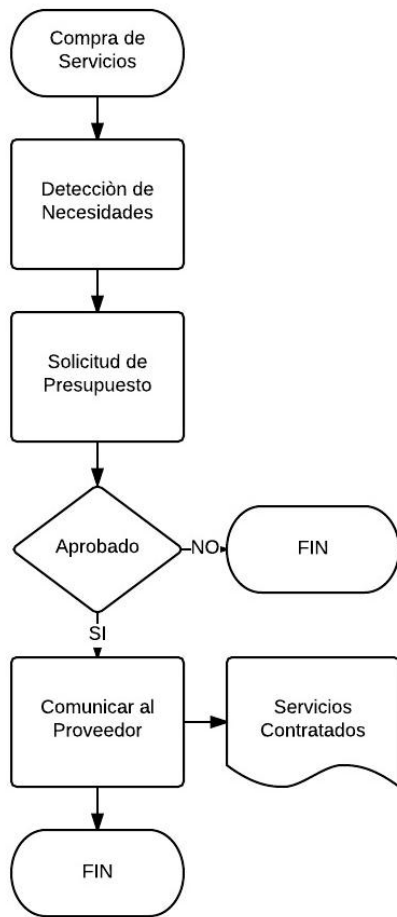 Compra de
Servicios
Detecciòn de
Necesidades
Solicitud de
Presupuesto
Aprobado
NO
FIN
SI
Comunicar al
Proveedor
Servicios
Contratados
FIN